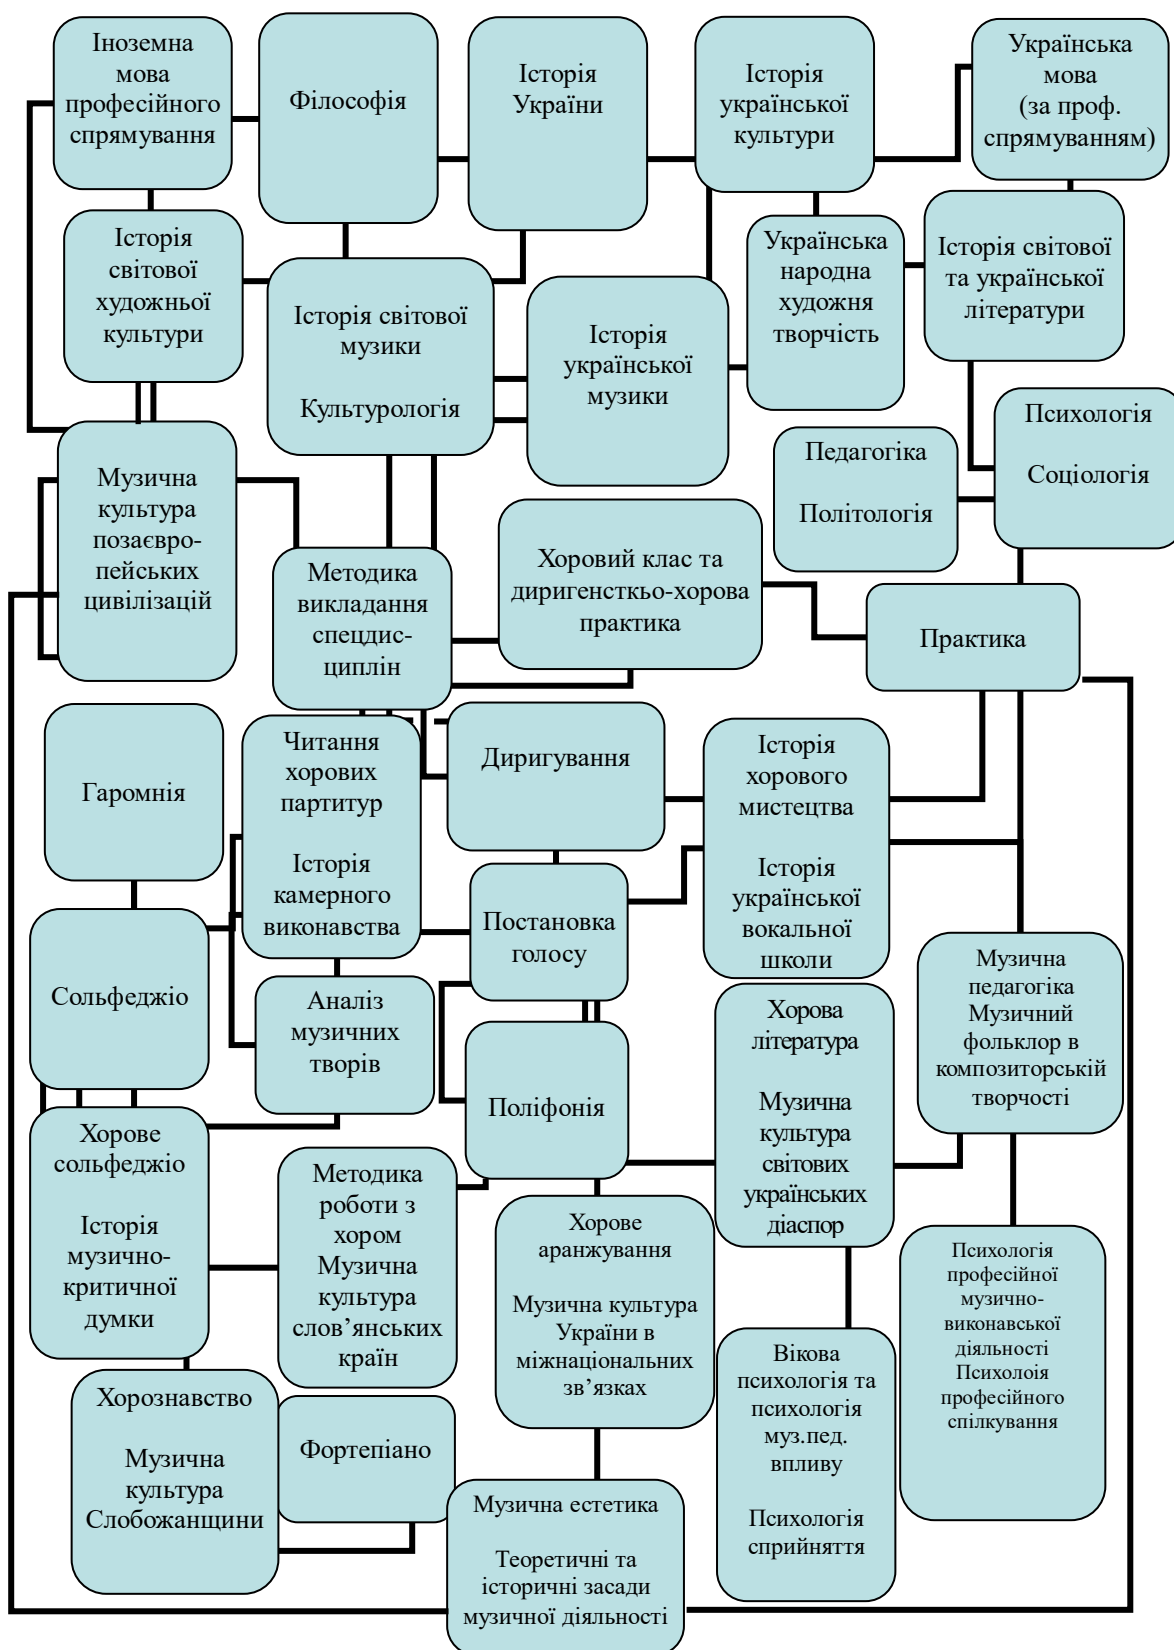 Іноземна
мова
професійного
спрямування
Філософія
Історія
України
Історія
української
культури
Українська
мова
(за проф.
спрямуванням)
Історія
світової
художньої
культури
Історія світової
музики
Культурологія
Історія
української
музики
Українська
народна
художня
творчість
Історія світової
та української
літератури
Психологія
Соціологія
Педагогіка
Політологія
Музична
культура
позаєвро-
пейських
цивілізацій
Методика
викладання
спецдис-
циплін
Хоровий клас та
диригенсткьо-хорова
практика
Практика
Гаромнія
Читання
хорових
партитур
Історія
камерного
виконавства
Диригування
Історія
хорового
мистецтва
Історія
української
вокальної
школи
Сольфеджіо
Аналіз
музичних
творів
Постановка
голосу
Поліфонія
Хорова
література
Музична
культура
світових
українських
діаспор
Музична
педагогіка
Музичний
фольклор в
композиторській
творчості
Хорове
сольфеджіо
Історія
музично-
критичної
думки
Методика
роботи з
хором
Музична
культура
слов’янських
країн
Хорове
аранжування
Музична культура
України в
міжнаціональних
зв’язках
Психологія
професійної
музично-
виконавської
діяльності
Психолоія
професійного
спілкування
Вікова
психологія та
психологія
муз.пед.
впливу
Психологія
сприйняття
Хорознавство
Музична
культура
Слобожанщини
Фортепіано
Музична естетика
Теоретичні та
історичні засади
музичної діяльності